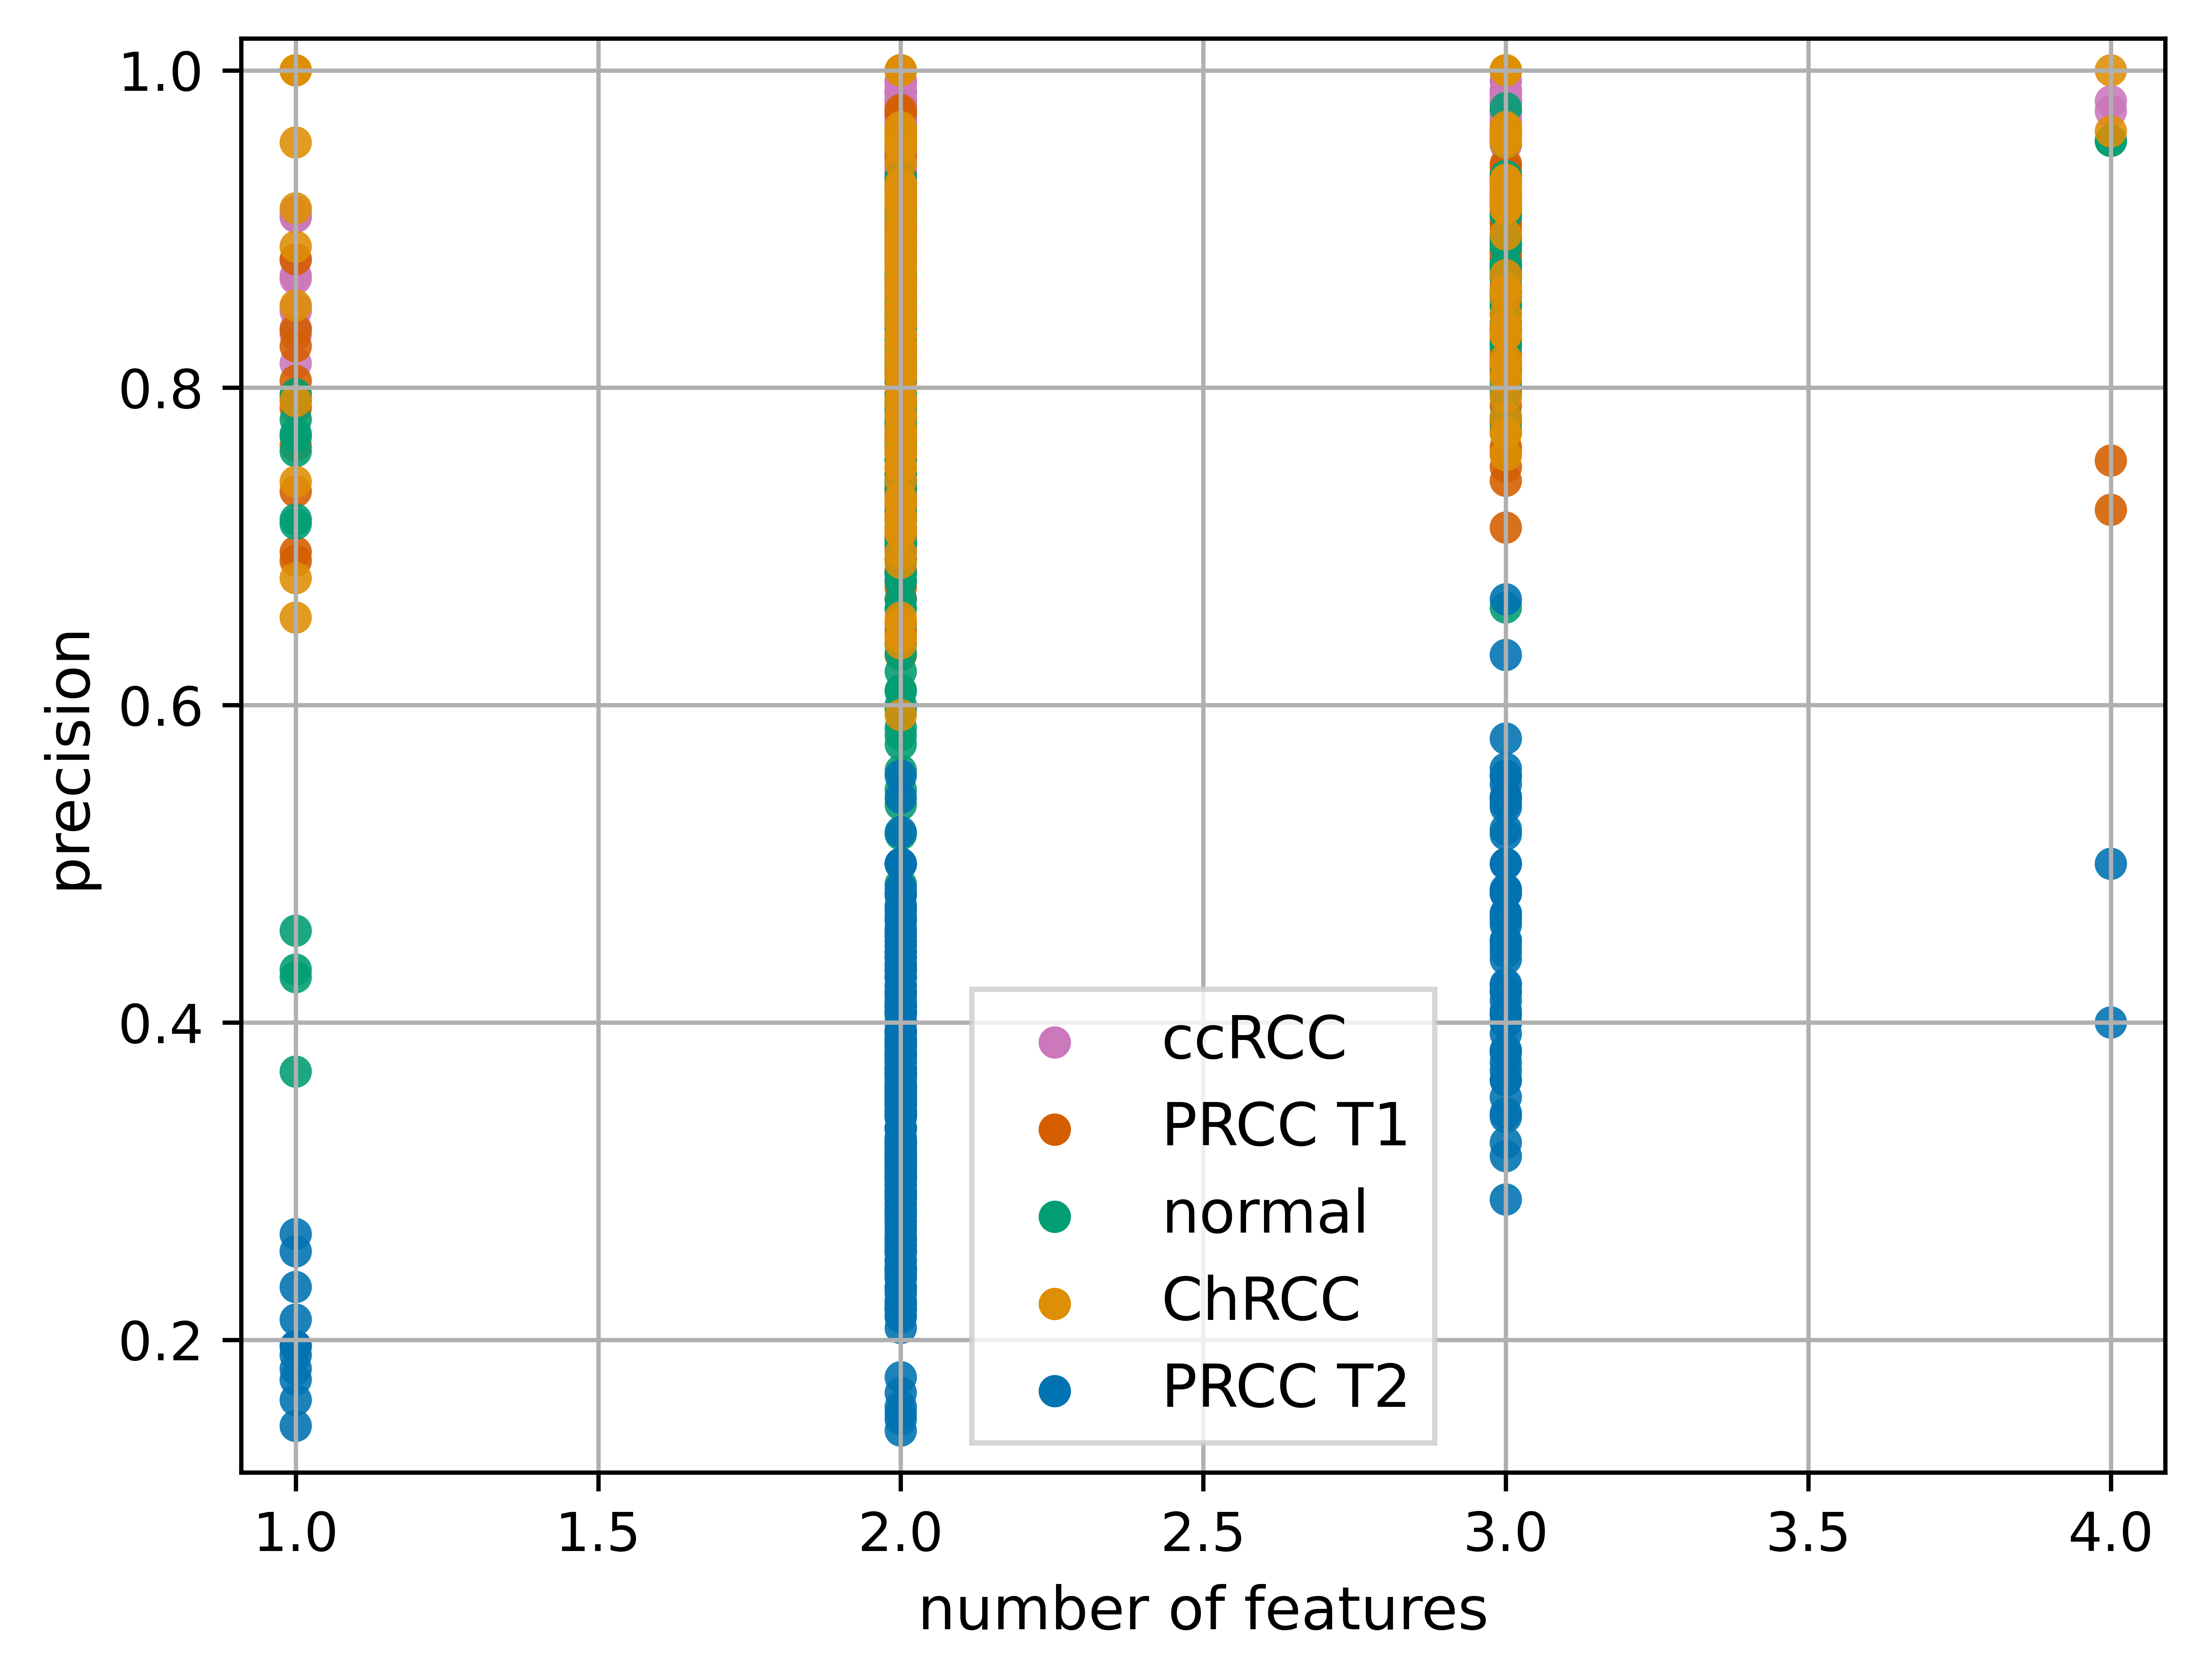 1.0
0.8
0.6
0.4
0.2
precision
ccRCC
PRCC T1
normal
ChRCC
PRCC T2
1.0 1.5 2.0 2.5 3.0 3.5 4.0
number of features